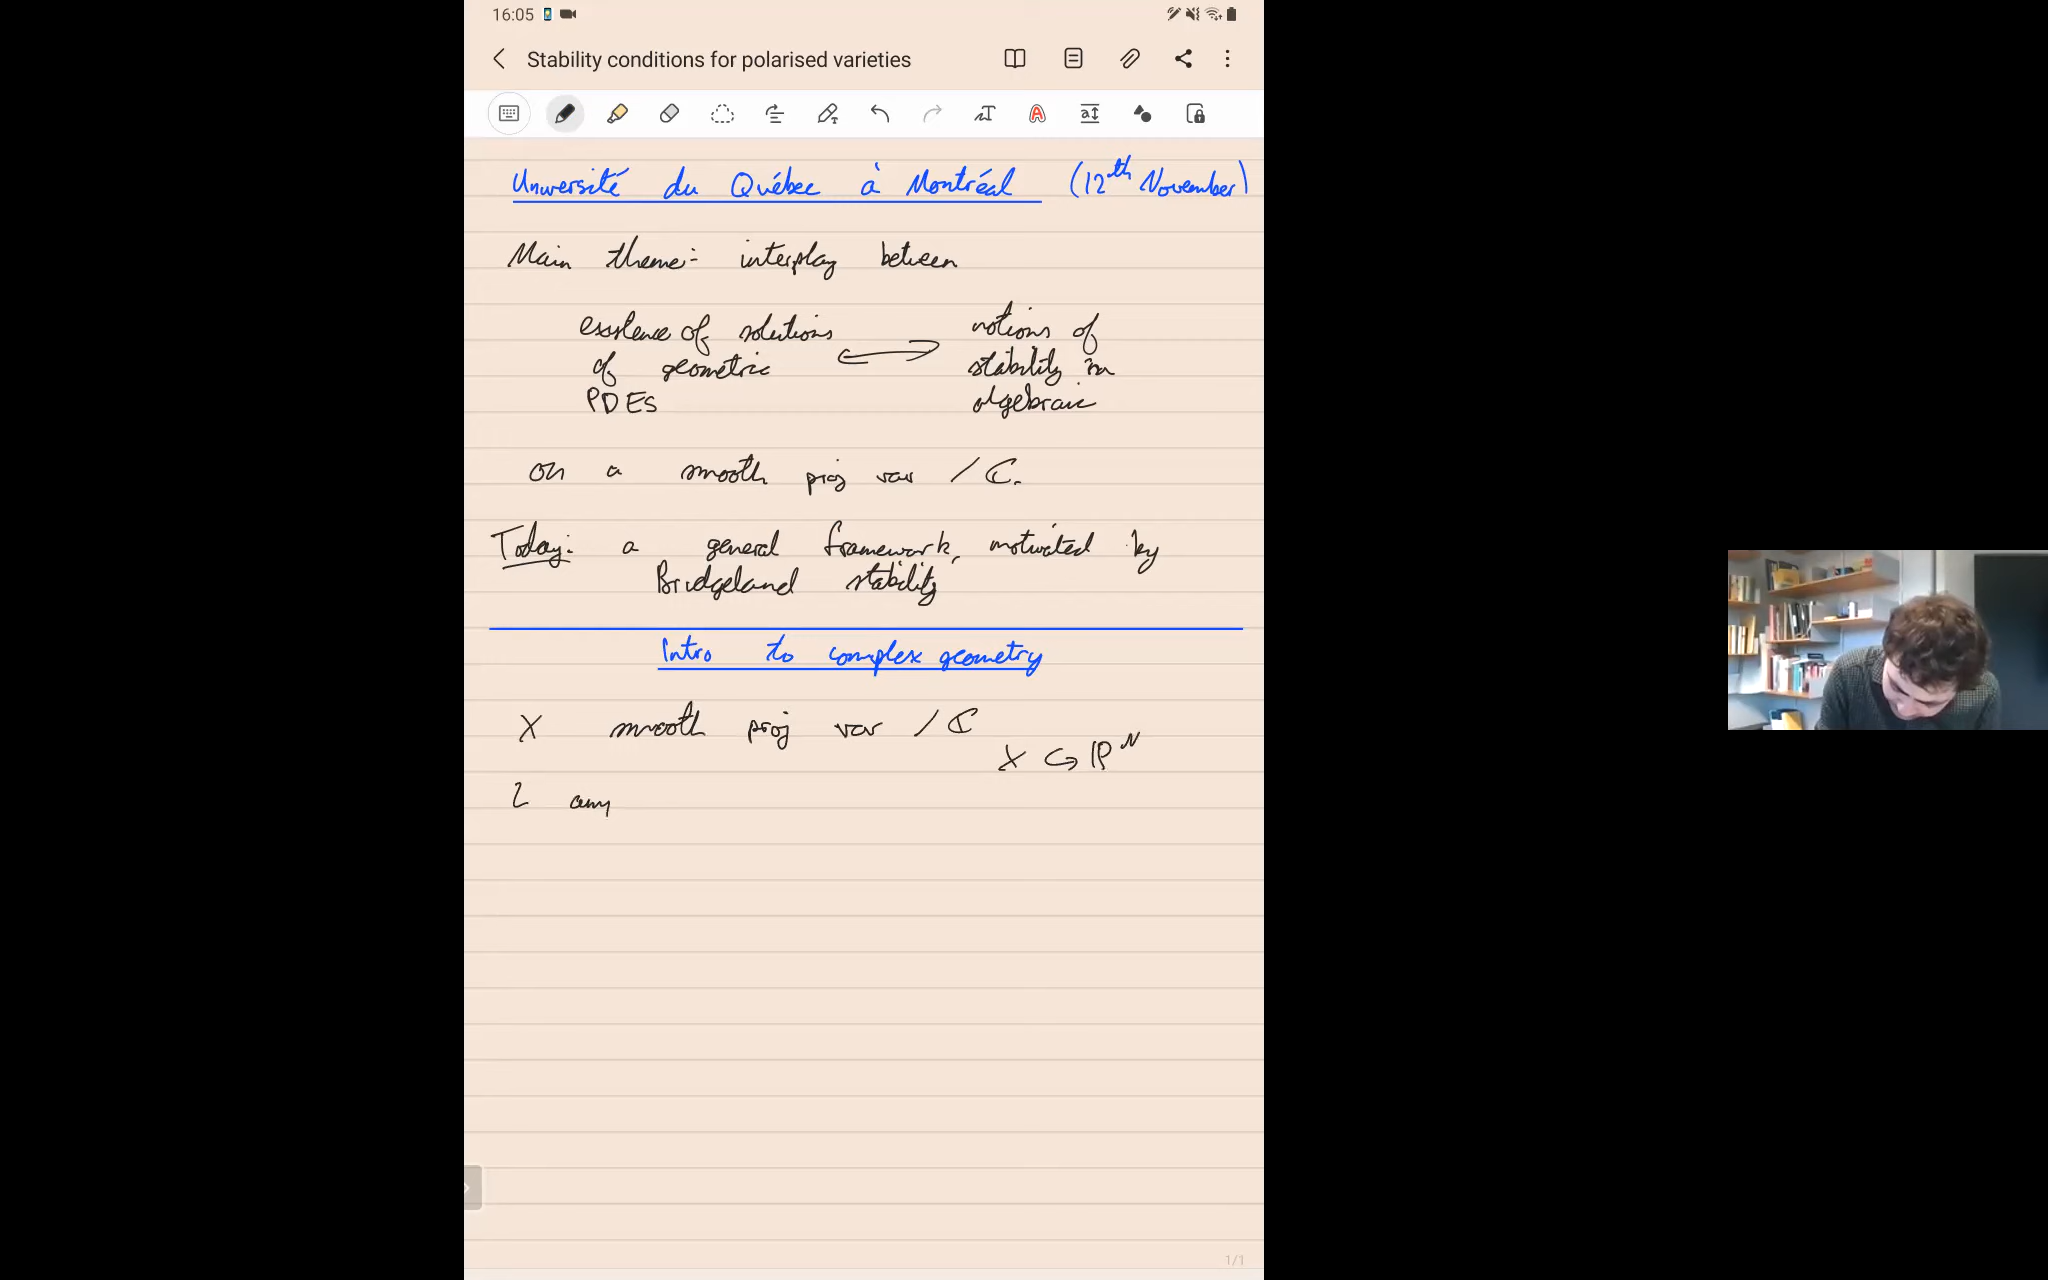 16:05
Stability conditions for polarised varieties
Université du Québec à Montréal (12th November)
Main theme:- interplay between
existence of solutions of geometric PDEs ⟷ notions of stability in algebraic
on a smooth proj var / ℂ.
Today: a general framework, motivated by
Bridgeland stability
Intro to complex geometry
X smooth proj var / ℂ
X ↪ ℙᴺ
L amp
1/1